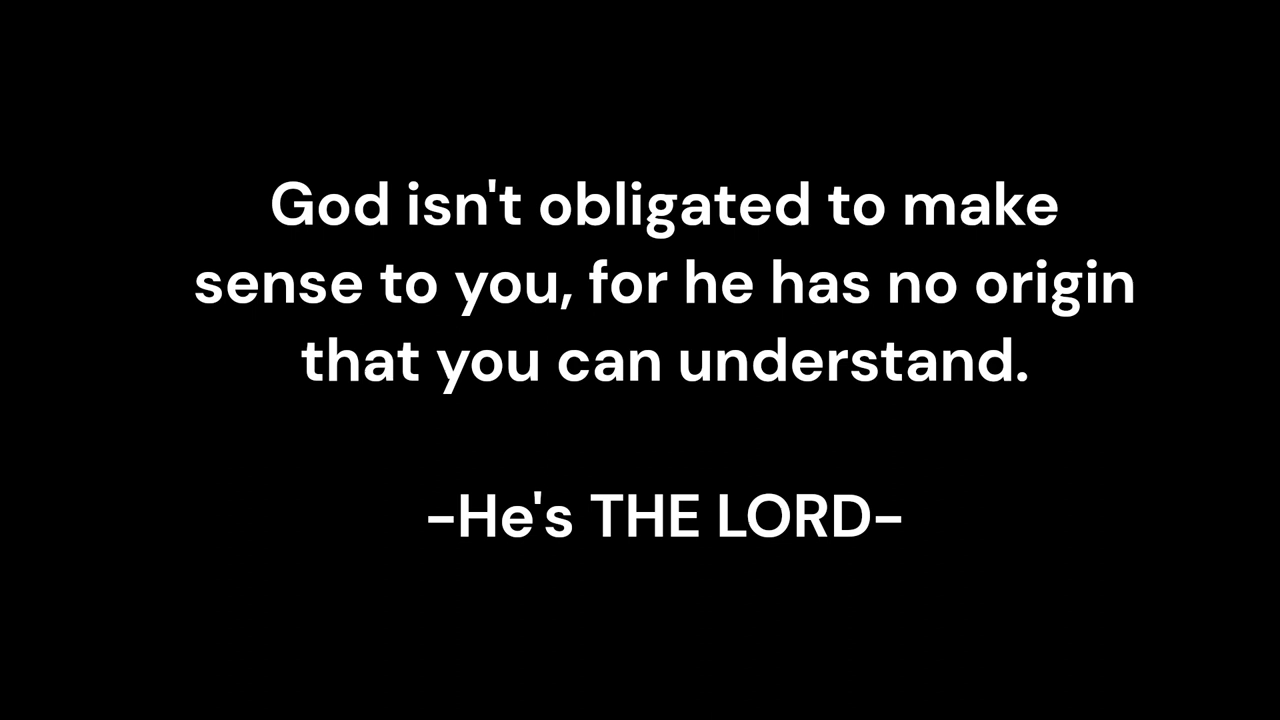 God isn't obligated to make
sense to you, for he has no origin
that you can understand.
-He's THE LORD-